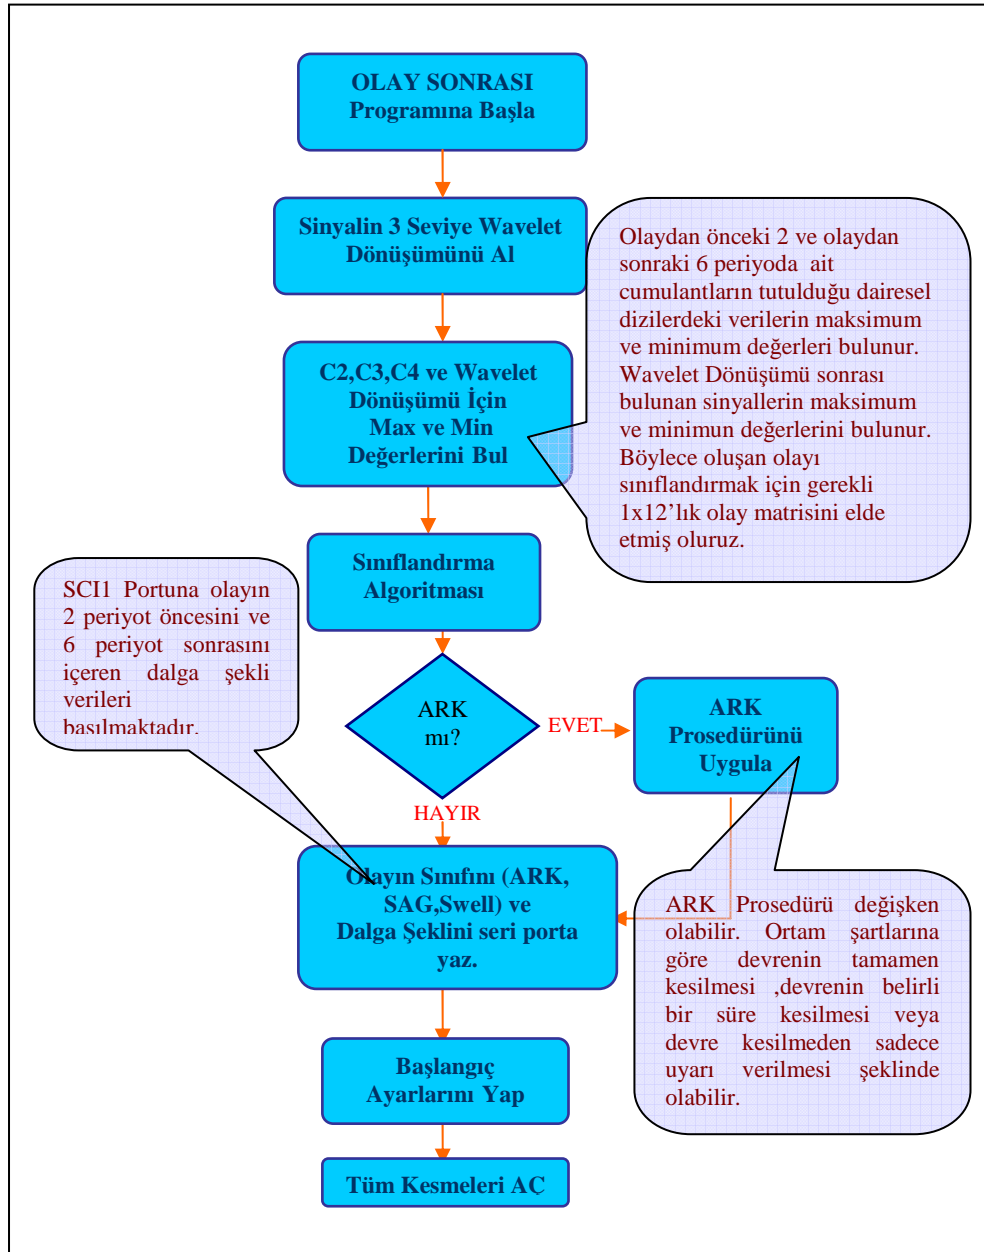 OLAY SONRASI
Programına Başla
Sinyalin 3 Seviye Wavelet
Dönüşümünü Al
Olaydan önceki 2 ve olaydan
sonraki 6 periyoda ait
cumulantların tutulduğu dairesel
dizilerdeki verilerin maksimum
ve minimum değerleri bulunur.
Wavelet Dönüşümü sonrası
bulunan sinyallerin maksimum
ve minimun değerlerini bulunur.
Böylece oluşan olayı
sınıflandırmak için gerekli
1x12’lık olay matrisini elde
etmiş oluruz.
C2,C3,C4 ve Wavelet
Dönüşümü İçin
Max ve Min
Değerlerini Bul
Sınıflandırma
Algoritması
SCI1 Portuna olayın
2 periyot öncesini ve
6 periyot sonrasını
içeren dalga şekli
verileri
basılmaktadır.
ARK
mı?
EVET
ARK
Prosedürünü
Uygula
HAYIR
Olayın Sınıfını (ARK,
SAG,Swell) ve
Dalga Şeklini seri porta
yaz.
ARK Prosedürü değişken
olabilir. Ortam şartlarına
göre devrenin tamamen
kesilmesi ,devrenin belirli
bir süre kesilmesi veya
devre kesilmeden sadece
uyarı verilmesi şeklinde
olabilir.
Başlangıç
Ayarlarını Yap
Tüm Kesmeleri AÇ